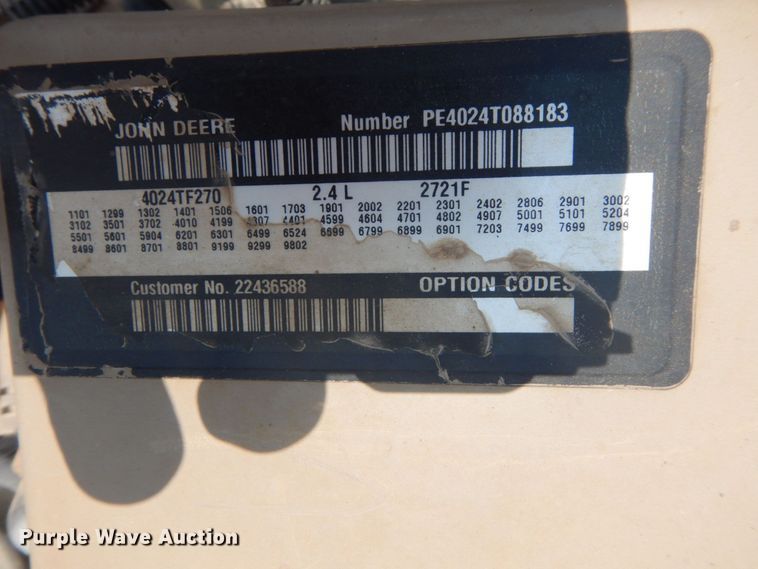 JOHN DEERE Number PE4024T088183
4024TF270 2.4 L 2721F
1101 1299 1302 1401 1506 1601 1703 1901 2002 2201 2301 2402 2806 2901 3002
3102 3501 3702 4010 4199 4307 4401 4599 4604 4701 4802 4907 5001 5101 5204
5501 5601 5904 6201 6301 6499 6524 6699 6799 6899 6901 7203 7499 7699 7899
8499 8601 8701 8801 9199 9299 9802
Customer No. 22436588 OPTION CODES
Purple Wave Auction